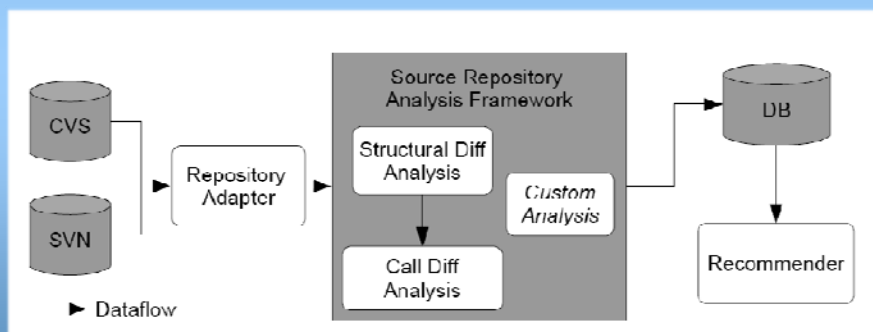 CVS
SVN
Repository
Adapter
Source Repository
Analysis Framework
Structural Diff
Analysis
Custom
Analysis
Call Diff
Analysis
DB
Recommender
Dataflow